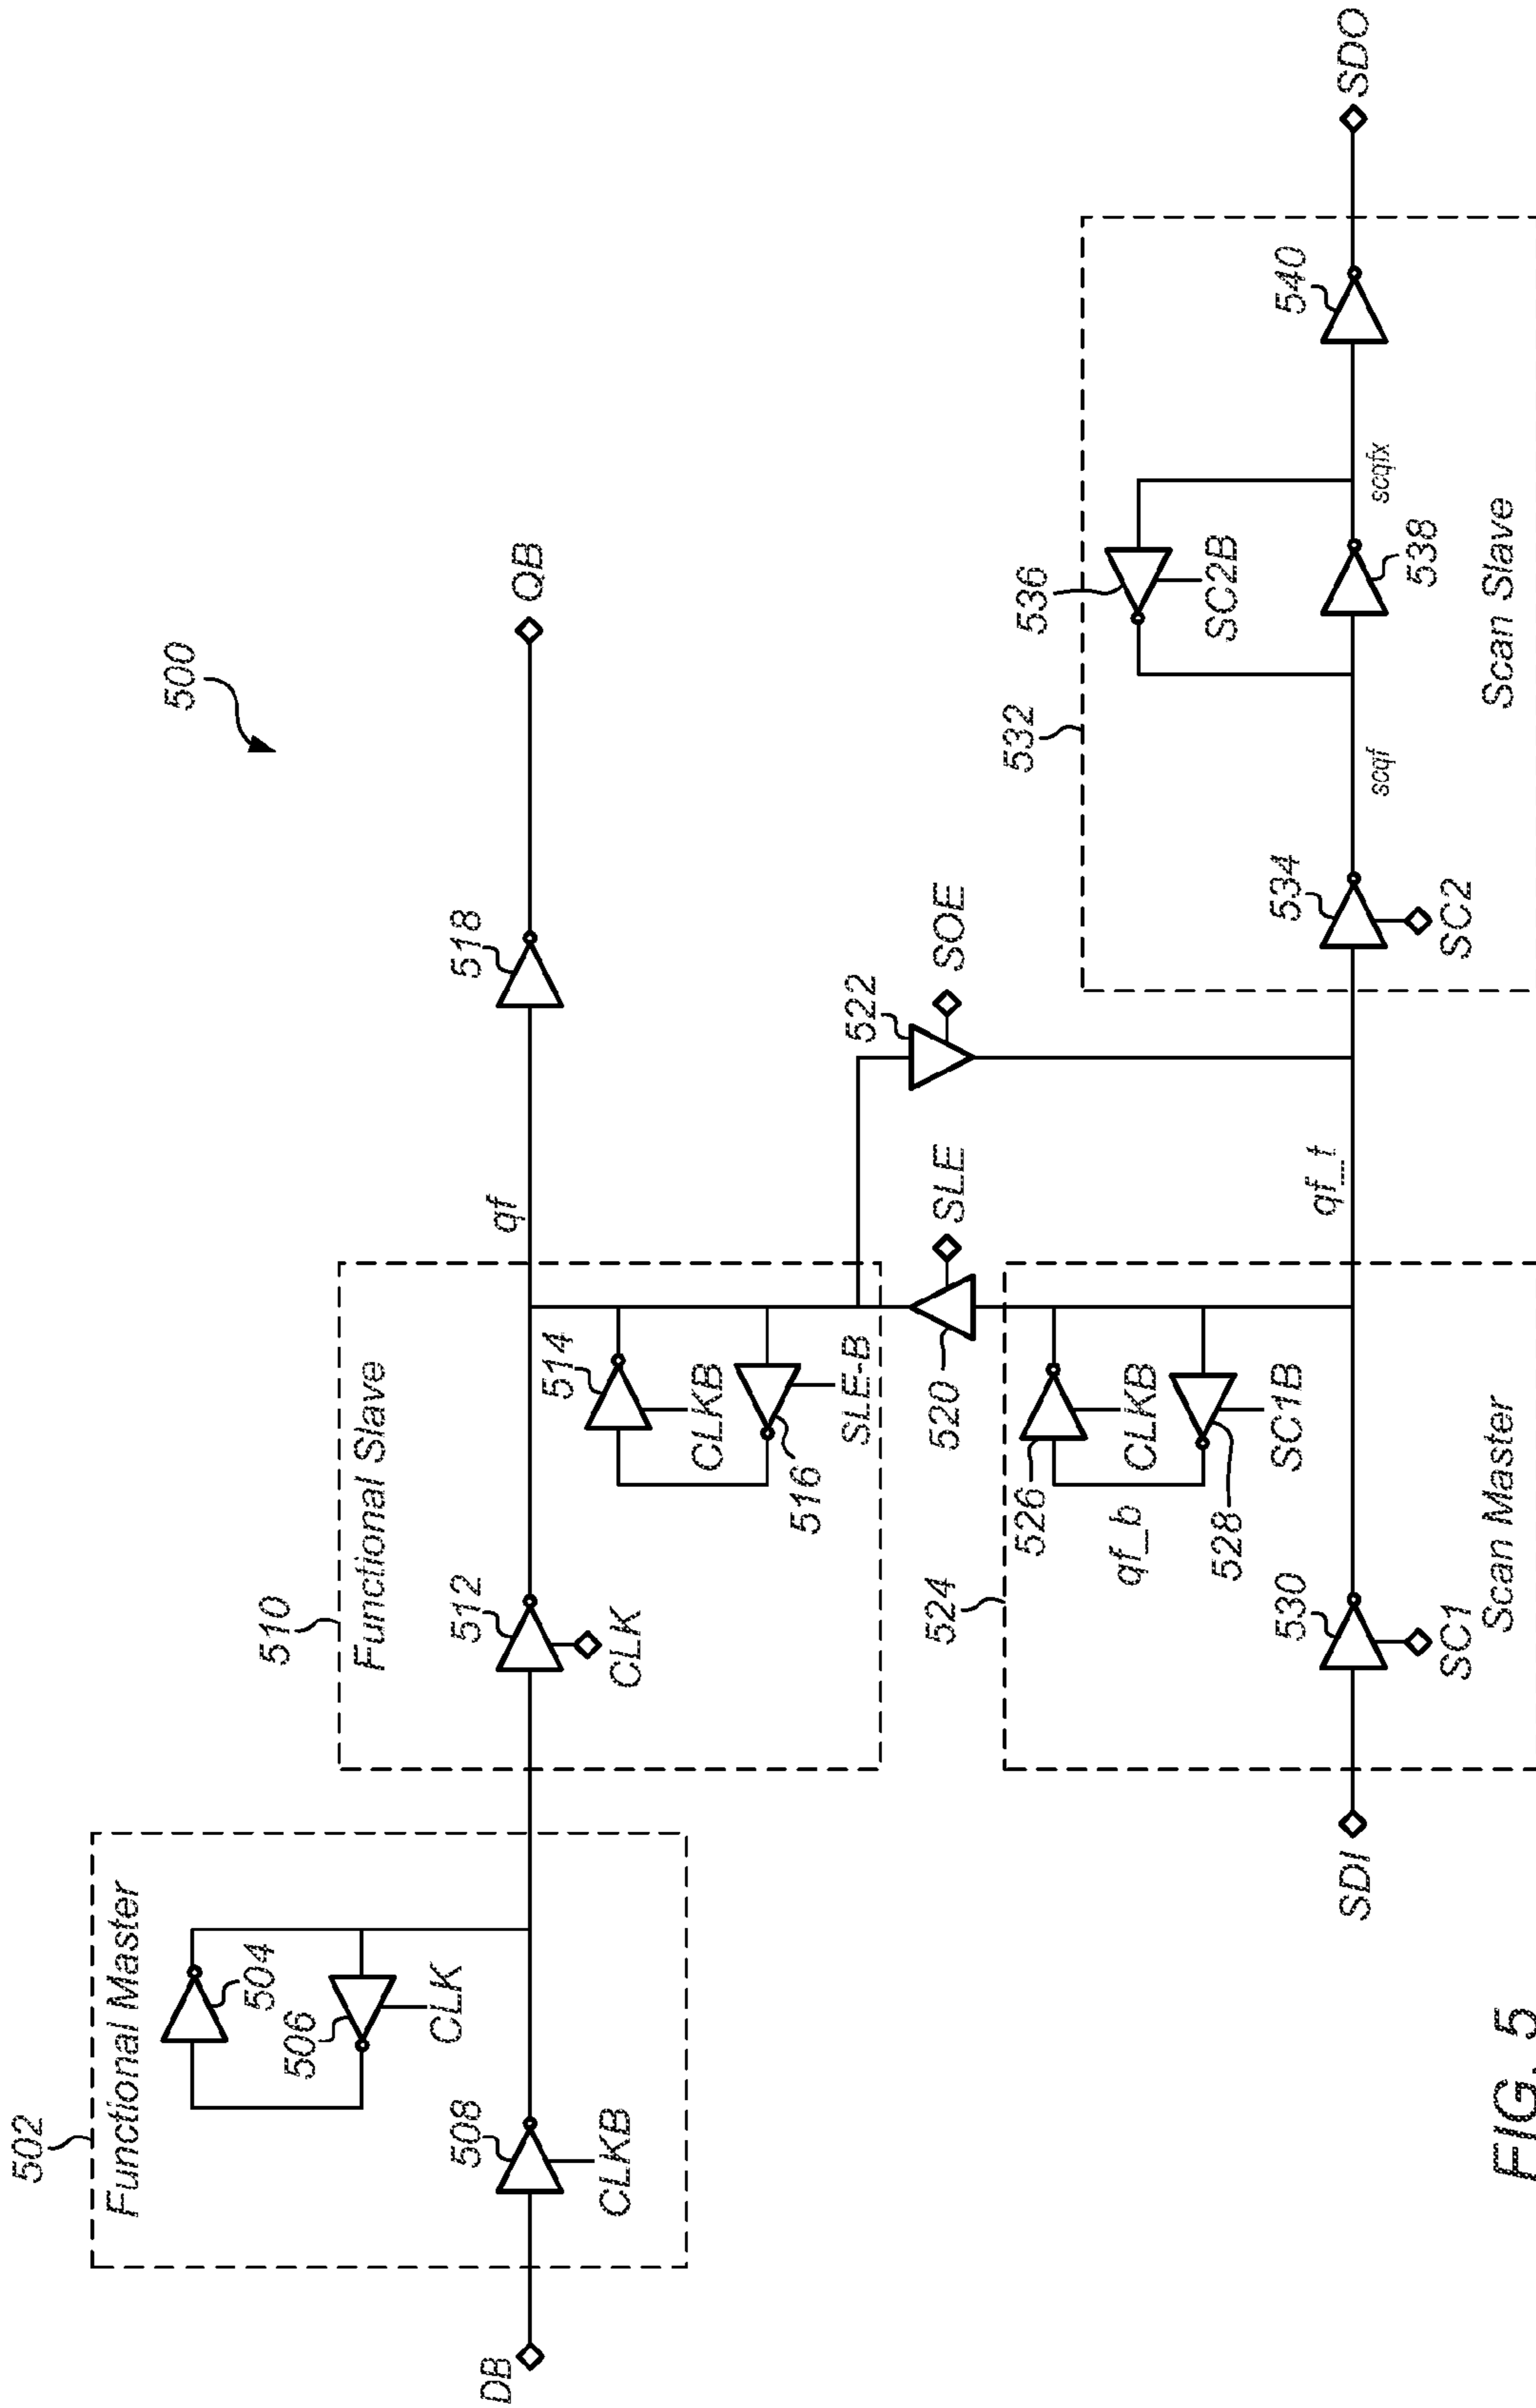 500
502
Functional Master
504
506
CLK
508
CLKB
DB
510
Functional Slave
512
CLK
514
CLKB
516
SLE-B
qf
518
QB
520
SLE
522
SOE
524
526
CLKB
qf_b
528
SC1B
530
SC1
Scan Master
SDI
qf_t
532
534
SC2
scqf
536
SC2B
538
scqfx
540
Scan Slave
SDO
FIG. 5